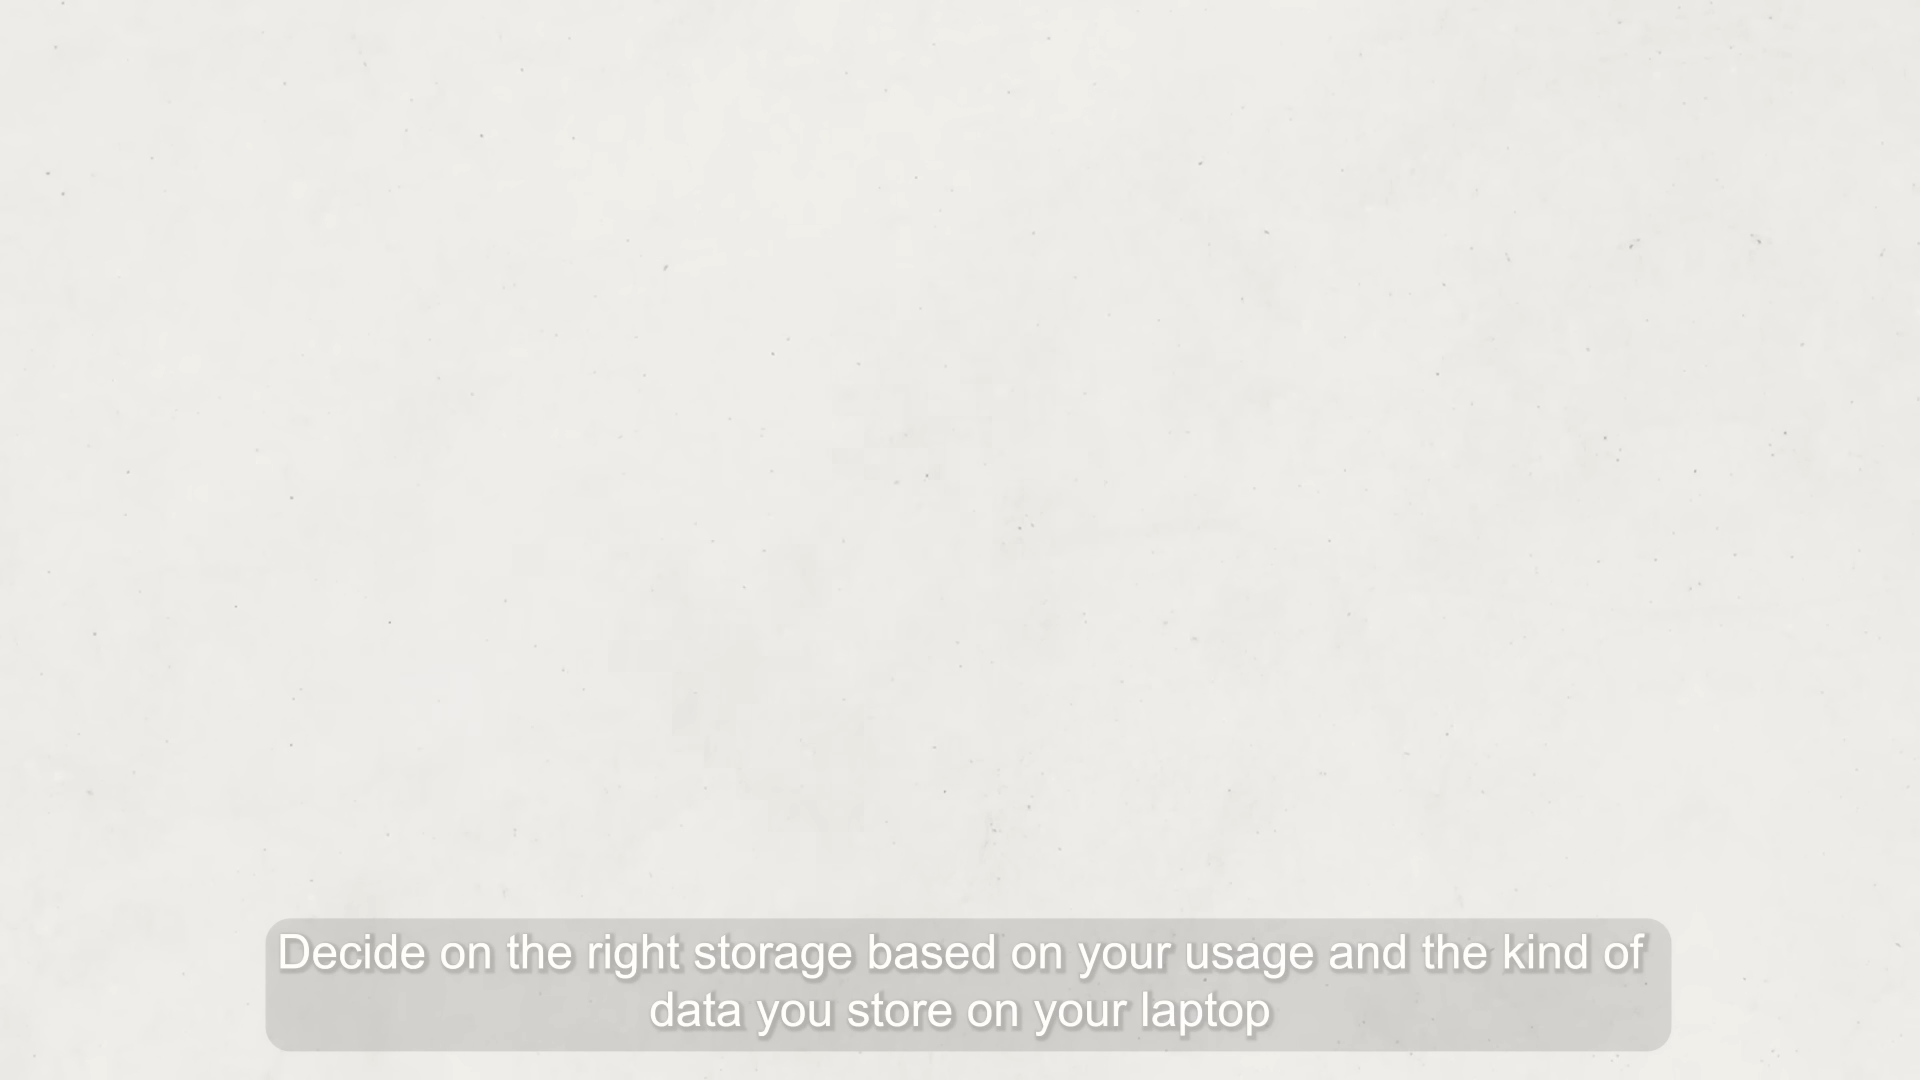 Decide on the right storage based on your usage and the kind of
data you store on your laptop